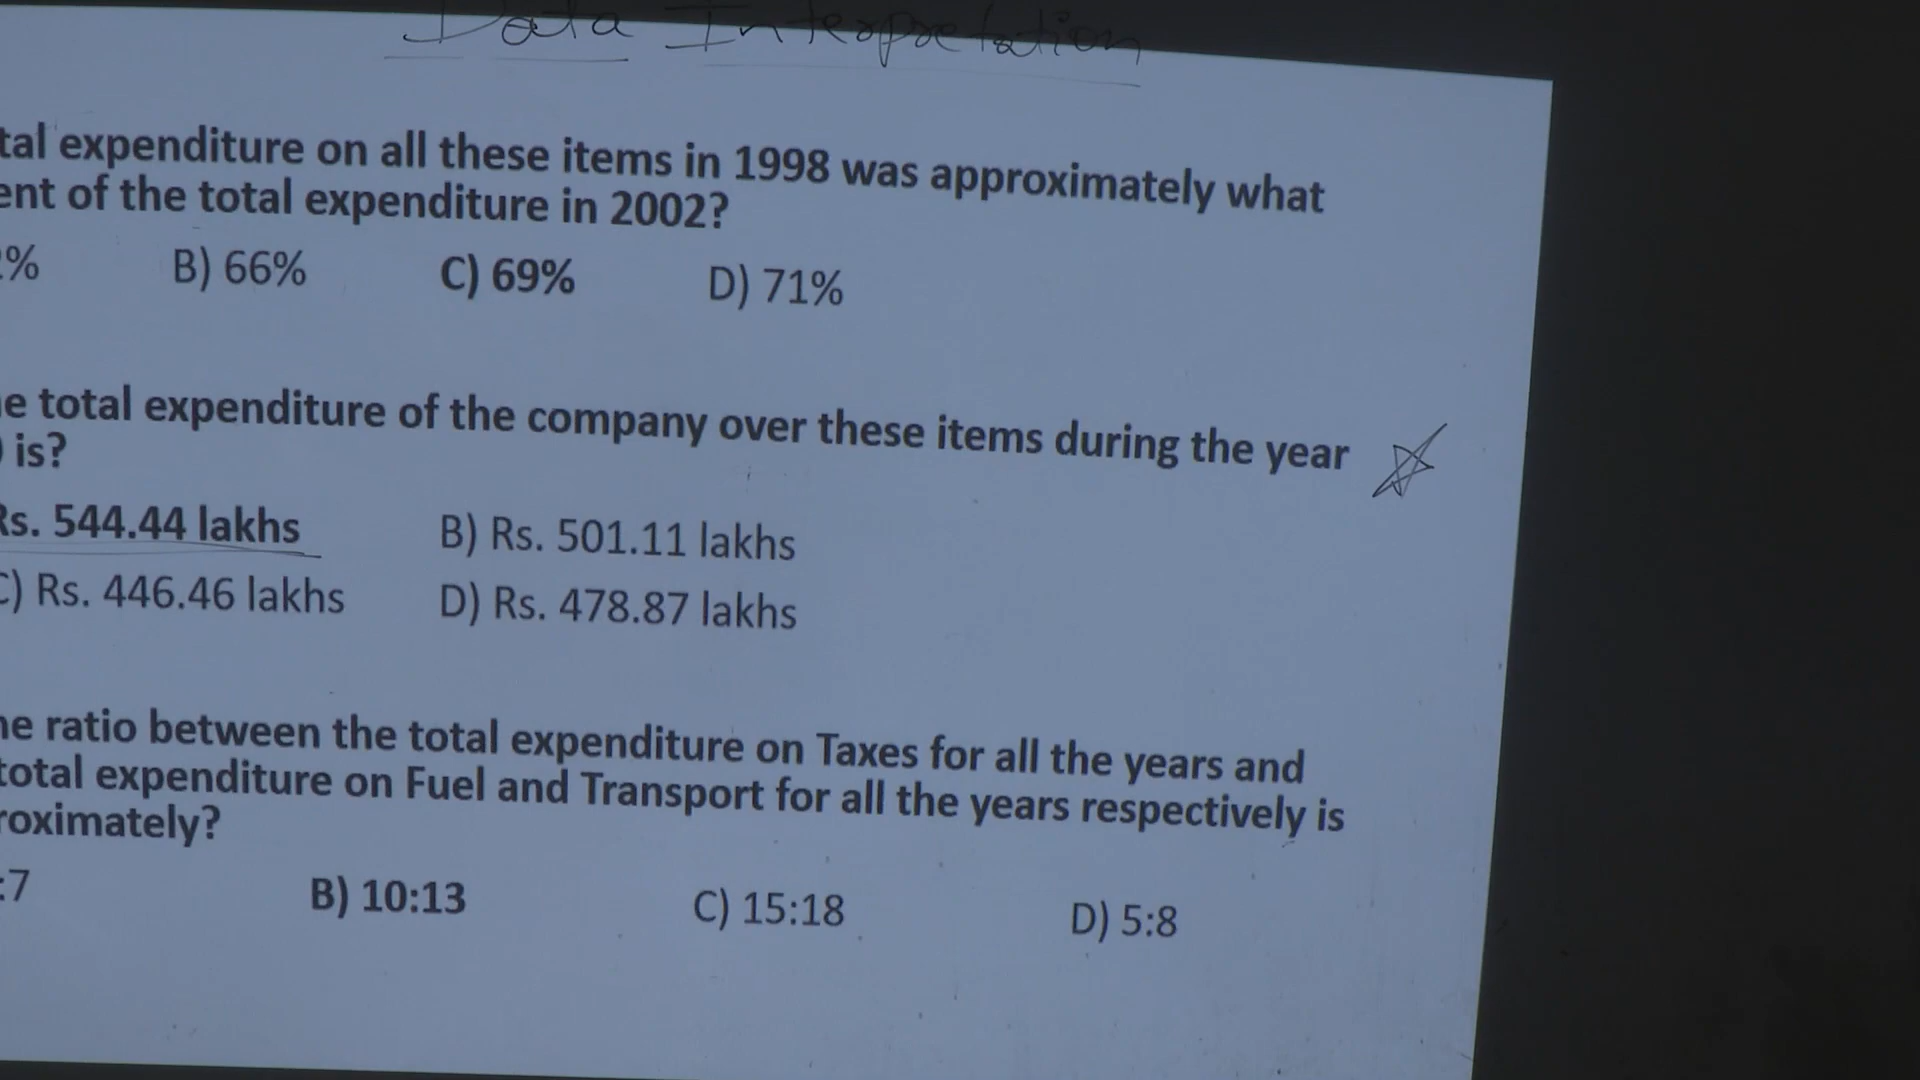 Data Interpretation
tal expenditure on all these items in 1998 was approximately what
ent of the total expenditure in 2002?
% B) 66% C) 69% D) 71%
e total expenditure of the company over these items during the year
is?
Rs. 544.44 lakhs B) Rs. 501.11 lakhs
C) Rs. 446.46 lakhs D) Rs. 478.87 lakhs
he ratio between the total expenditure on Taxes for all the years and
total expenditure on Fuel and Transport for all the years respectively is
roximately?
:7 B) 10:13 C) 15:18 D) 5:8